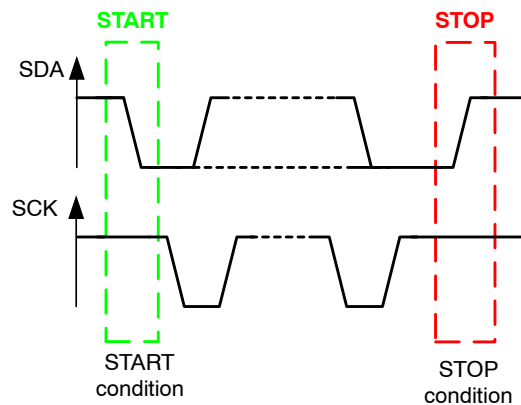 START
STOP
SDA
SCK
START
condition
STOP
condition